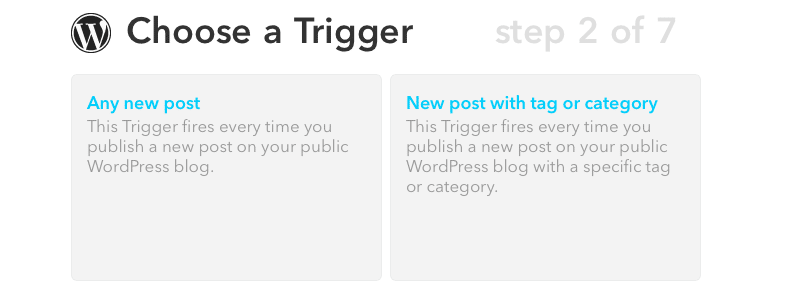 Choose a Trigger step 2 of 7
Any new post
This Trigger fires every time you
publish a new post on your public
WordPress blog.
New post with tag or category
This Trigger fires every time you
publish a new post on your public
WordPress blog with a specific tag
or category.